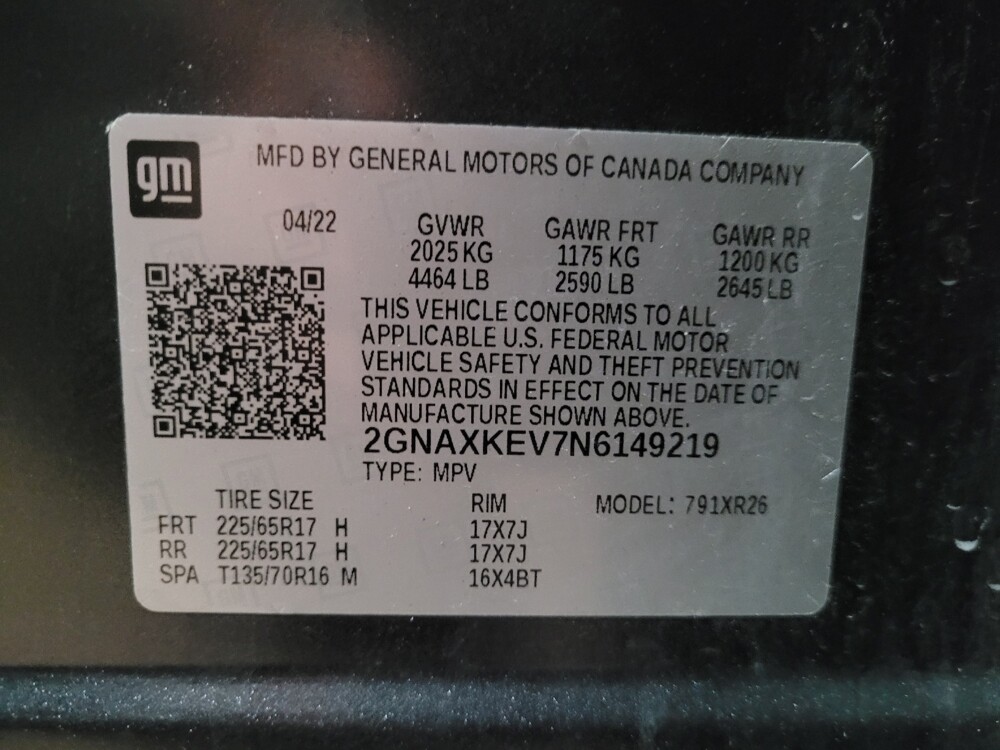 gm
MFD BY GENERAL MOTORS OF CANADA COMPANY
04/22 GVWR GAWR FRT GAWR RR
2025 KG 1175 KG 1200 KG
4464 LB 2590 LB 2645 LB
THIS VEHICLE CONFORMS TO ALL
APPLICABLE U.S. FEDERAL MOTOR
VEHICLE SAFETY AND THEFT PREVENTION
STANDARDS IN EFFECT ON THE DATE OF
MANUFACTURE SHOWN ABOVE.
2GNAXKEV7N6149219
TYPE: MPV
TIRE SIZE RIM MODEL: 791XR26
FRT 225/65R17 H 17X7J
RR 225/65R17 H 17X7J
SPA T135/70R16 M 16X4BT